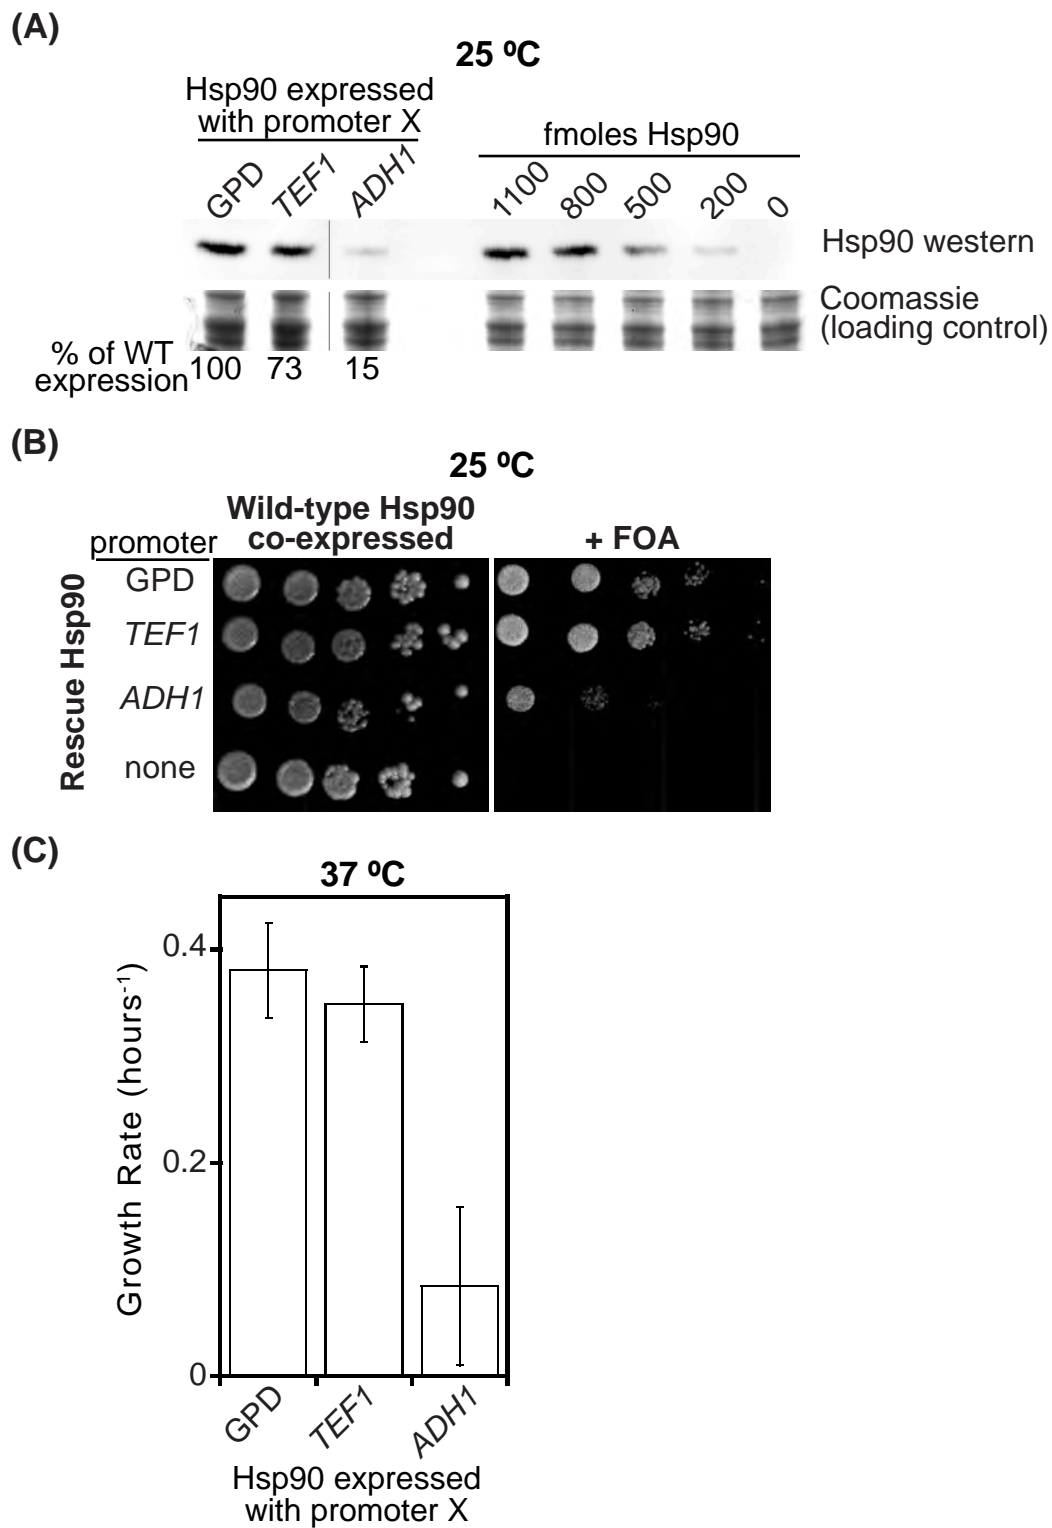 (A)
25 ºC
Hsp90 expressed
with promoter X
fmoles Hsp90
GPD TEF1 ADH1 1100 800 500 200 0
Hsp90 western
Coomassie
(loading control)
% of WT
expression 100 73 15
(B)
25 ºC
Wild-type Hsp90
co-expressed
+ FOA
promoter
Rescue Hsp90
GPD
TEF1
ADH1
none
(C)
37 ºC
Growth Rate (hours-1)
0.4
0.2
0
GPD TEF1 ADH1
Hsp90 expressed
with promoter X